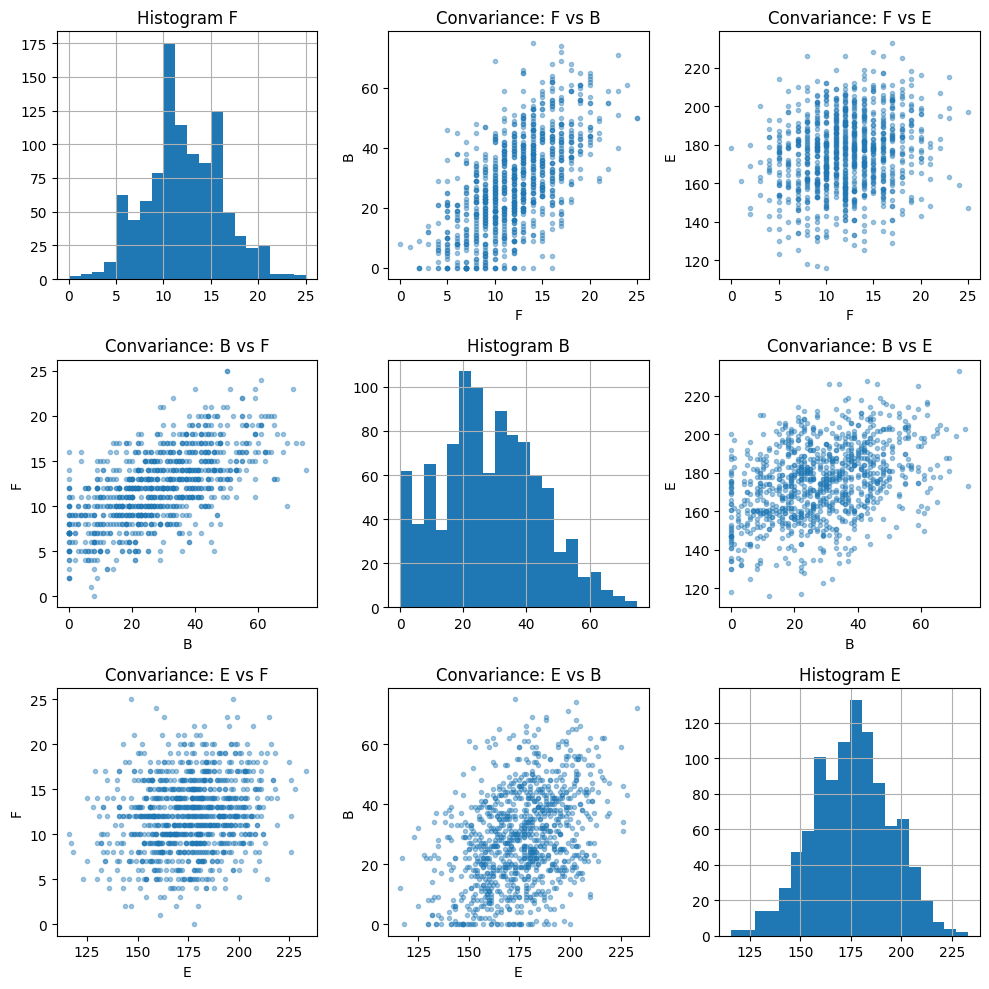 Histogram F
175
150
125
100
75
50
25
0
0 5 10 15 20 25
Convariance: F vs B
B
60
40
20
0
0 5 10 15 20 25
F
Convariance: F vs E
E
220
200
180
160
140
120
0 5 10 15 20 25
F
Convariance: B vs F
F
25
20
15
10
5
0
0 20 40 60
B
Histogram B
100
80
60
40
20
0
0 20 40 60
Convariance: B vs E
E
220
200
180
160
140
120
0 20 40 60
B
Convariance: E vs F
F
25
20
15
10
5
0
125 150 175 200 225
E
Convariance: E vs B
B
60
40
20
0
125 150 175 200 225
E
Histogram E
120
100
80
60
40
20
0
125 150 175 200 225